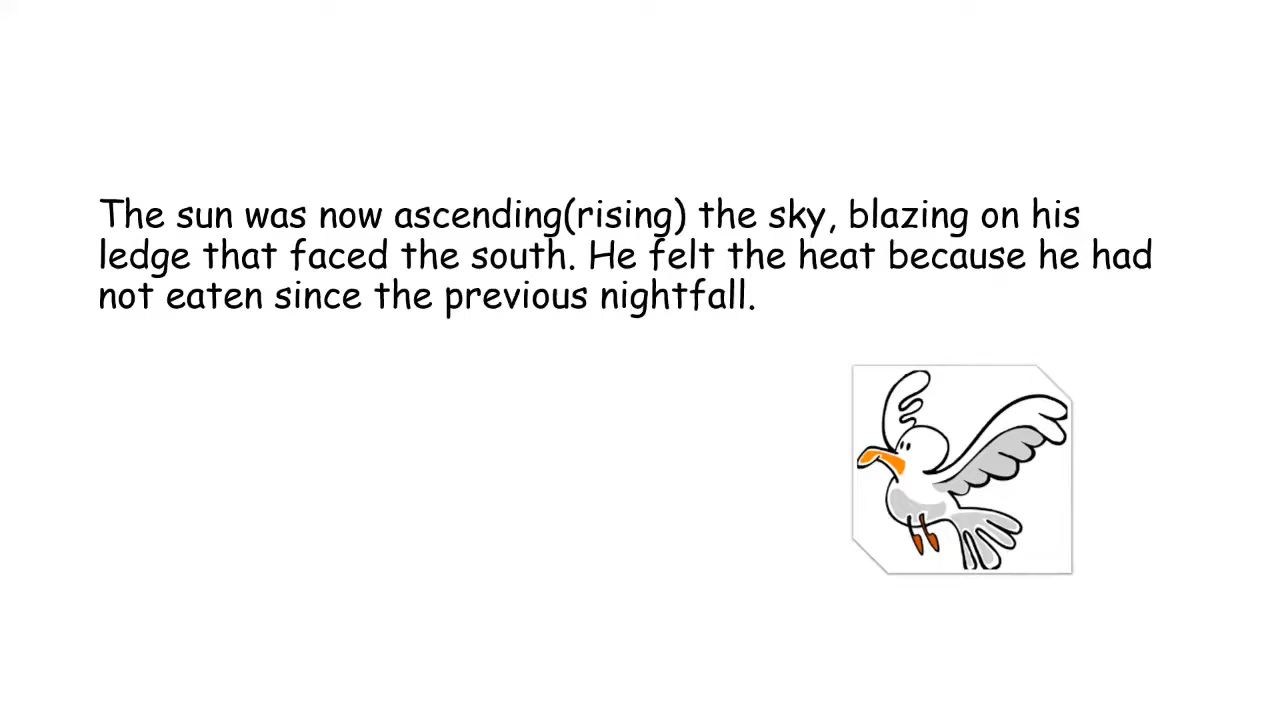 The sun was now ascending(rising) the sky, blazing on his
ledge that faced the south. He felt the heat because he had
not eaten since the previous nightfall.